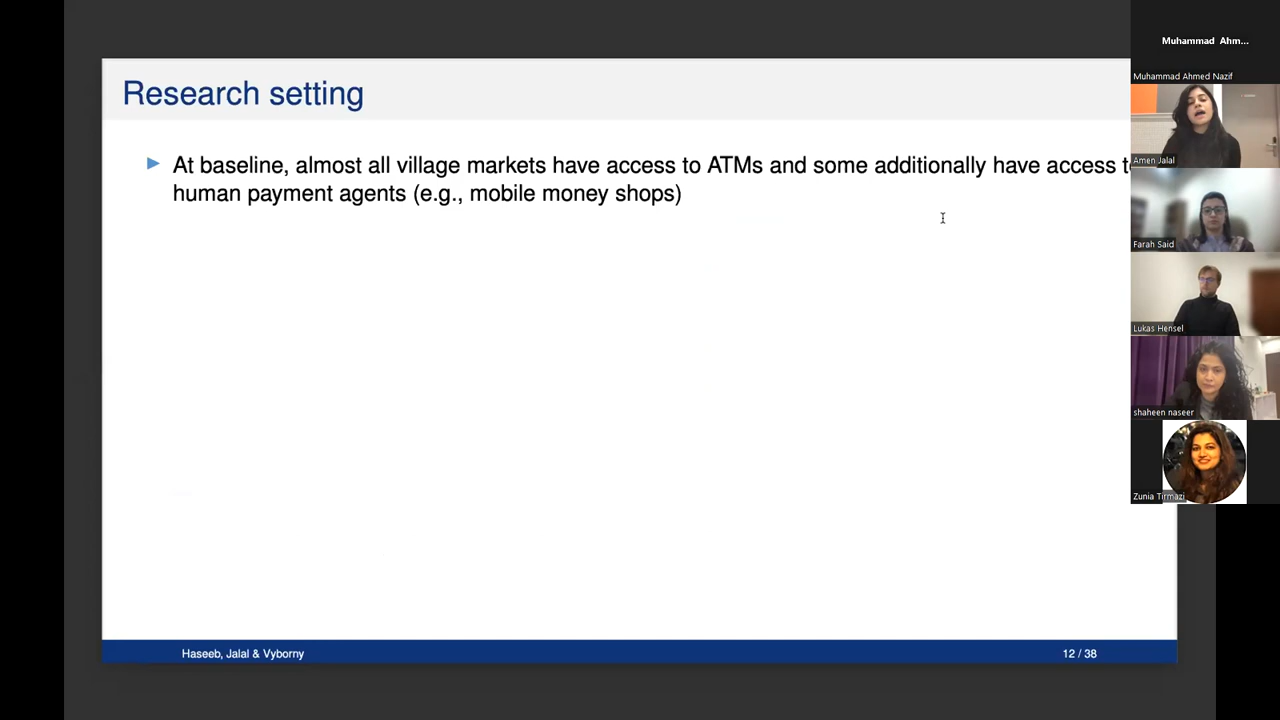 Research setting
At baseline, almost all village markets have access to ATMs and some additionally have access
human payment agents (e.g., mobile money shops)
Haseeb, Jalal & Vyborny
12 / 38
Muhammad Ahm...
Muhammad Ahmed Nazif
Amen Jalal
Farah Said
Lukas Hensel
shaheen naseer
Zunia Tirmazi